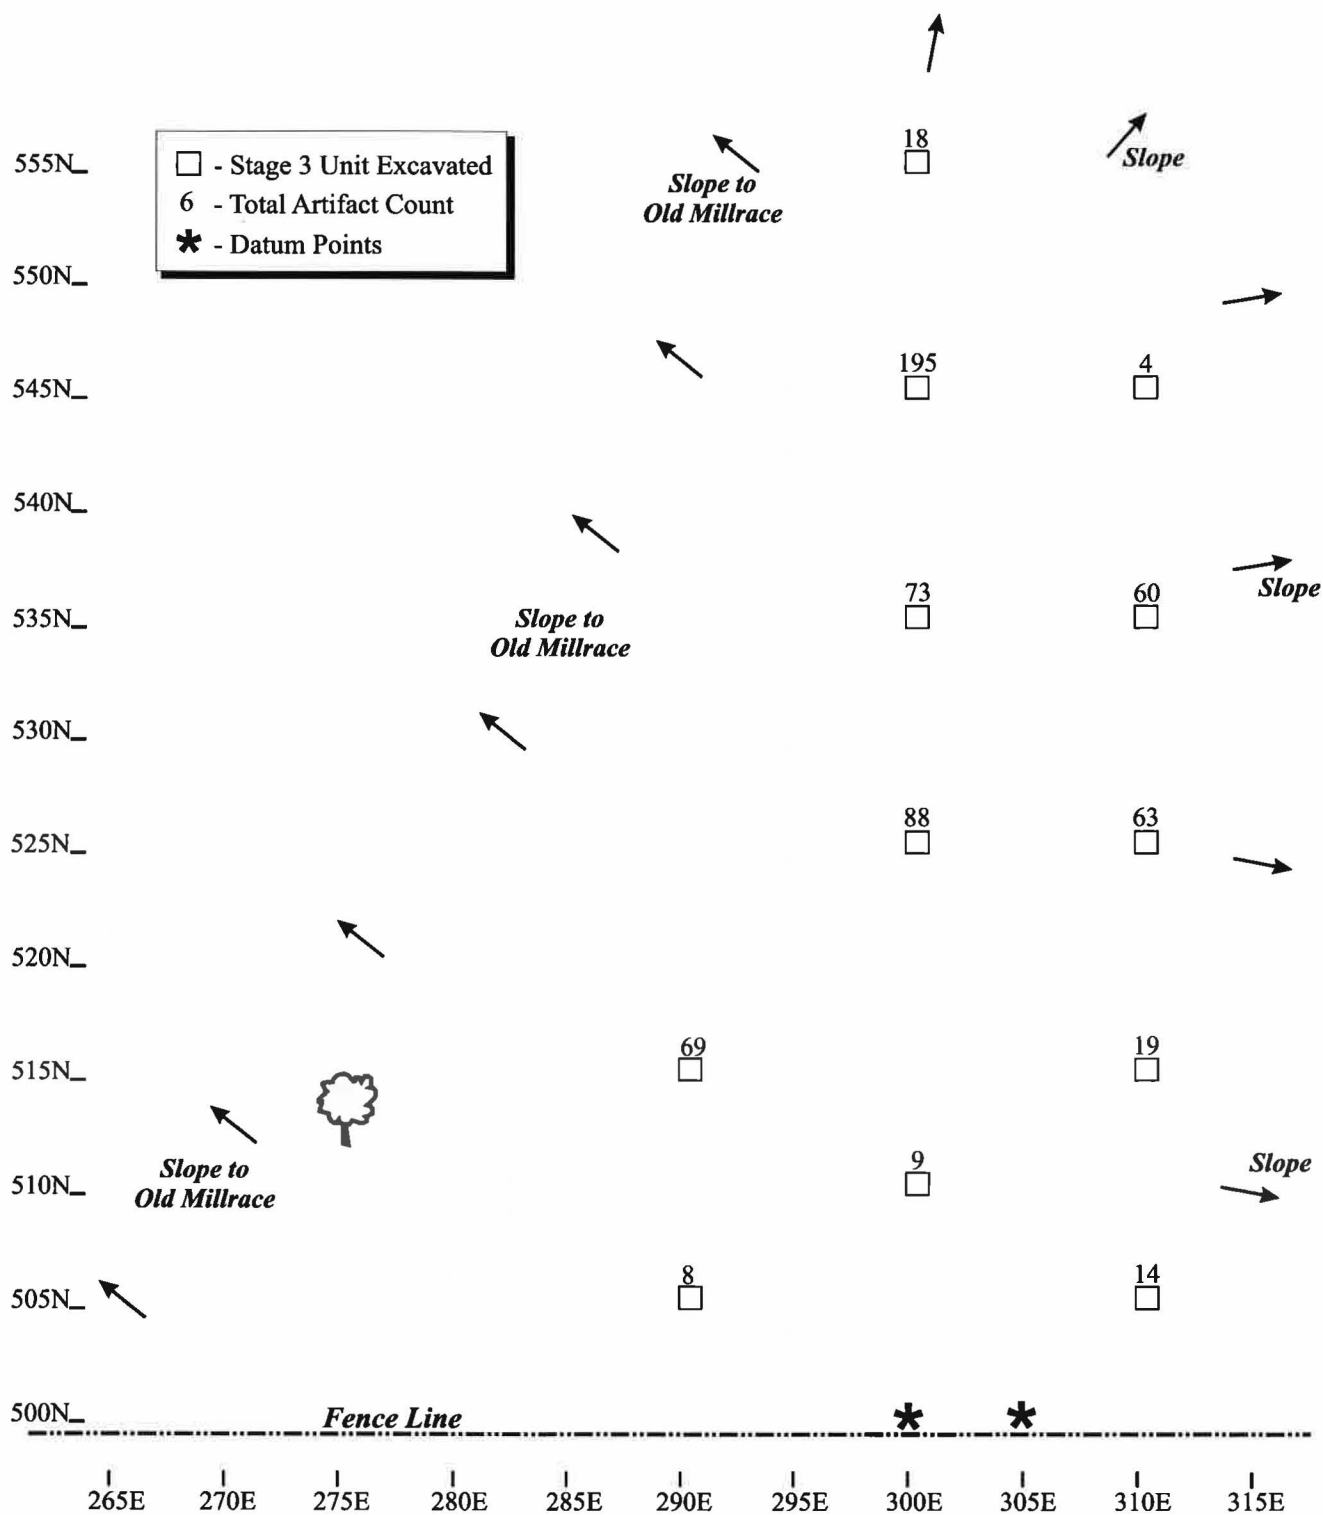 18
555N
□ - Stage 3 Unit Excavated
6 - Total Artifact Count
* - Datum Points
Slope to
Old Millrace
Slope
550N
195
4
545N
540N
73
60
535N
Slope
Slope to
Old Millrace
530N
88
63
525N
520N
69
19
515N
Slope to
Old Millrace
9
Slope
510N
8
14
505N
500N
Fence Line
* *
265E 270E 275E 280E 285E 290E 295E 300E 305E 310E 315E